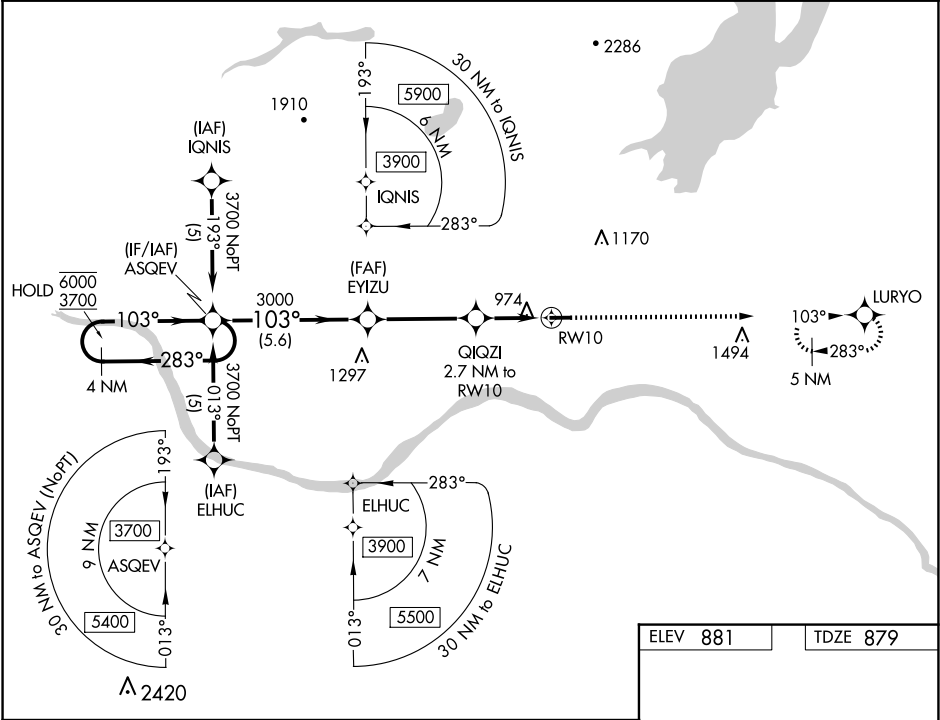 2286
30 NM to IQNIS
5900
193°
6 NM
3900
IQNIS
283°
1910
(IAF)
IQNIS
3700 NoPT
193°
(5)
(IF/IAF)
ASQEV
HOLD
6000
3700
103°
283°
4 NM
3000
103°
(5.6)
(FAF)
EYIZU
1297
974
QIQZI
2.7 NM to
RW10
RW10
1170
1494
LURYO
103°
283°
5 NM
3700 NoPT
013°
(5)
(IAF)
ELHUC
30 NM to ASQEV (NoPT)
193°
9 NM
3700
ASQEV
5400
013°
2420
283°
ELHUC
3900
7 NM
5500
013°
30 NM to ELHUC
ELEV 881
TDZE 879